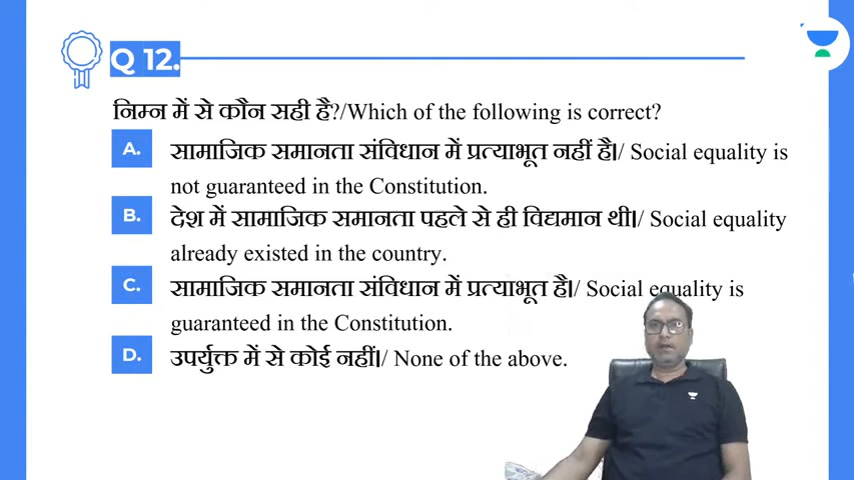 Q 12.
निम्न में से कौन सही है?/Which of the following is correct?
A. सामाजिक समानता संविधान में प्रत्याभूत नहीं है।/ Social equality is
not guaranteed in the Constitution.
B. देश में सामाजिक समानता पहले से ही विद्यमान थी।/ Social equality
already existed in the country.
C. सामाजिक समानता संविधान में प्रत्याभूत है।/ Social equality is
guaranteed in the Constitution.
D. उपर्युक्त में से कोई नहीं।/ None of the above.